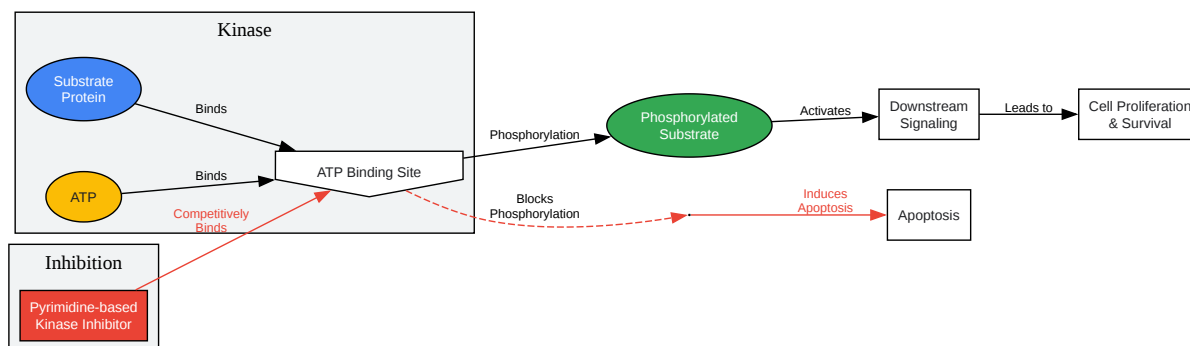 Kinase
Substrate
Protein
Binds
ATP
Binds
ATP Binding Site
Competitively
Binds
Inhibition
Pyrimidine-based
Kinase Inhibitor
Phosphorylation
Phosphorylated
Substrate
Activates
Downstream
Signaling
Leads to
Cell Proliferation
& Survival
Blocks
Phosphorylation
Induces
Apoptosis
Apoptosis